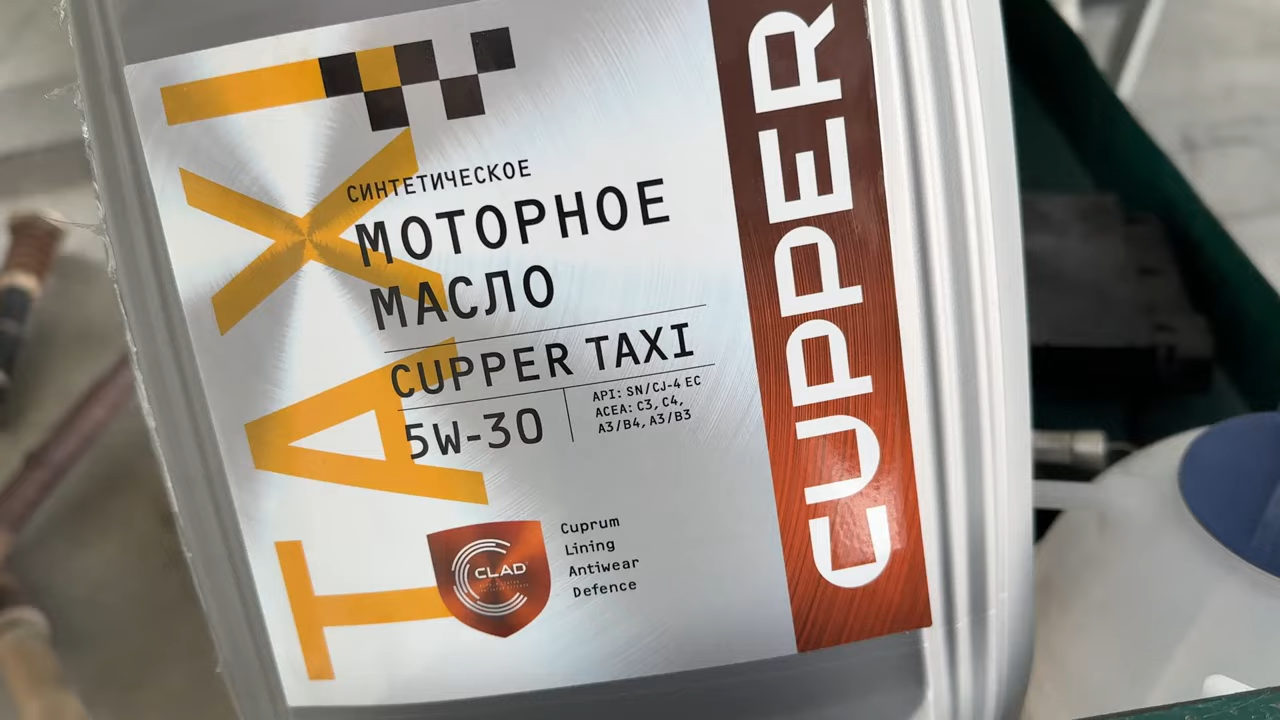 TAXI
СИНТЕТИЧЕСКОЕ
МОТОРНОЕ
МАСЛО
CUPPER TAXI
5W-30
API: SN/CJ-4 EC
ACEA: C3, C4,
A3/B4, A3/B3
CLAD
Cuprum
Lining
Antiwear
Defence
CUPPER